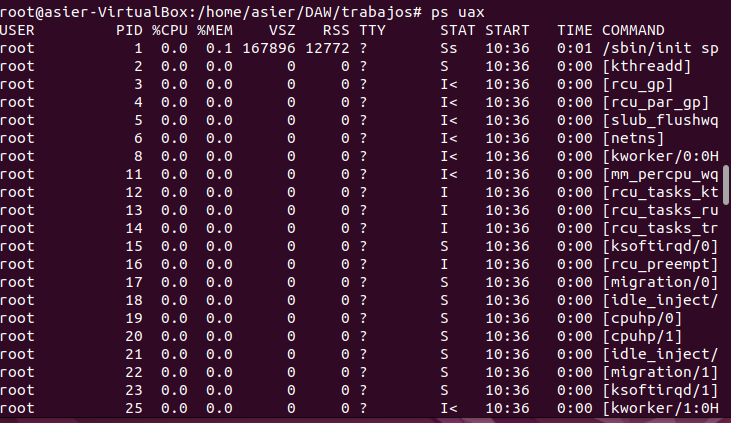 root@asier-VirtualBox:/home/asier/DAW/trabajos# ps uax
USER PID %CPU %MEM VSZ RSS TTY STAT START TIME COMMAND
root 1 0.0 0.1 167896 12772 ? Ss 10:36 0:01 /sbin/init sp
root 2 0.0 0.0 0 0 ? S 10:36 0:00 [kthreadd]
root 3 0.0 0.0 0 0 ? I< 10:36 0:00 [rcu_gp]
root 4 0.0 0.0 0 0 ? I< 10:36 0:00 [rcu_par_gp]
root 5 0.0 0.0 0 0 ? I< 10:36 0:00 [slub_flushwq
root 6 0.0 0.0 0 0 ? I< 10:36 0:00 [netns]
root 8 0.0 0.0 0 0 ? I< 10:36 0:00 [kworker/0:0H
root 11 0.0 0.0 0 0 ? I< 10:36 0:00 [mm_percpu_wq
root 12 0.0 0.0 0 0 ? I 10:36 0:00 [rcu_tasks_kt
root 13 0.0 0.0 0 0 ? I 10:36 0:00 [rcu_tasks_ru
root 14 0.0 0.0 0 0 ? I 10:36 0:00 [rcu_tasks_tr
root 15 0.0 0.0 0 0 ? S 10:36 0:00 [ksoftirqd/0]
root 16 0.0 0.0 0 0 ? I 10:36 0:00 [rcu_preempt]
root 17 0.0 0.0 0 0 ? S 10:36 0:00 [migration/0]
root 18 0.0 0.0 0 0 ? S 10:36 0:00 [idle_inject/
root 19 0.0 0.0 0 0 ? S 10:36 0:00 [cpuhp/0]
root 20 0.0 0.0 0 0 ? S 10:36 0:00 [cpuhp/1]
root 21 0.0 0.0 0 0 ? S 10:36 0:00 [idle_inject/
root 22 0.0 0.0 0 0 ? S 10:36 0:00 [migration/1]
root 23 0.0 0.0 0 0 ? S 10:36 0:00 [ksoftirqd/1]
root 25 0.0 0.0 0 0 ? I< 10:36 0:00 [kworker/1:0H